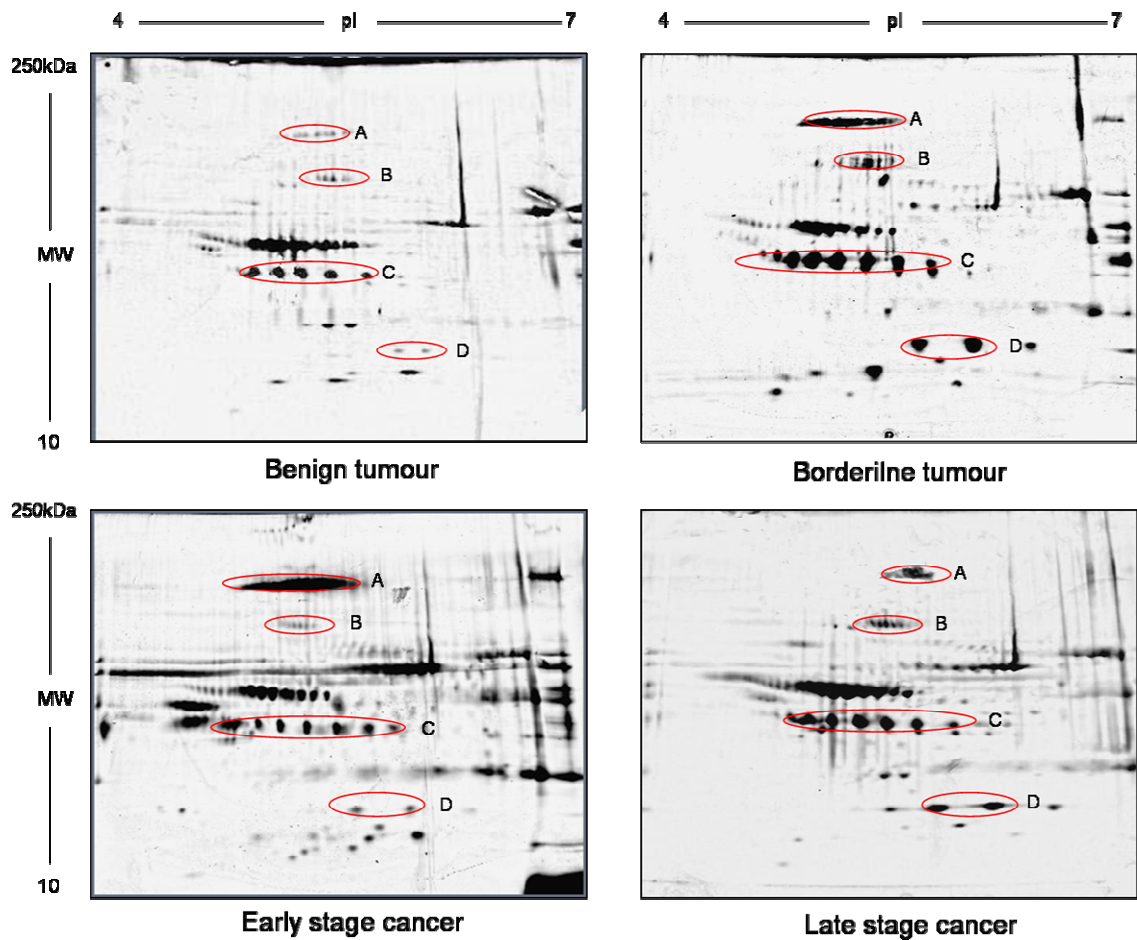 4 pI 7 4 pI 7
250kDa
A
A
B
B
MW
C
C
D
D
10
Benign tumour
Borderilne tumour
250kDa
A
A
B
B
MW
C
C
D
D
10
Early stage cancer
Late stage cancer